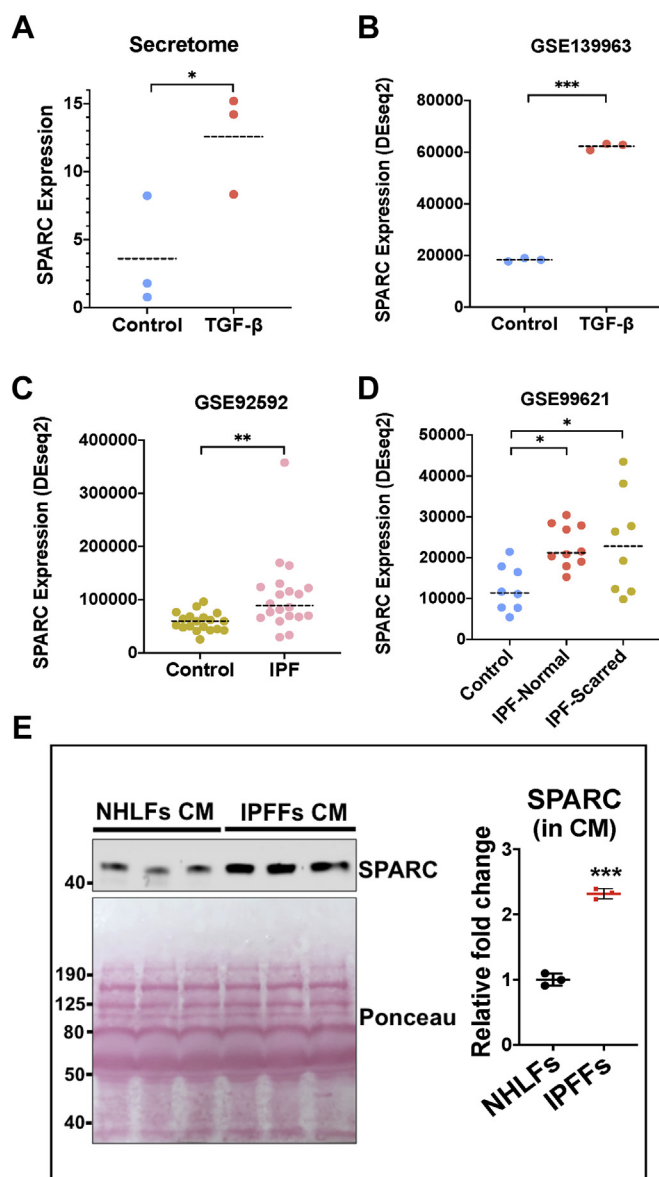 A
Secretome
*
SPARC Expression
15
10
5
0
Control
TGF-β
B
GSE139963
***
SPARC Expression (DEseq2)
80000
60000
40000
20000
0
Control
TGF-β
C
GSE92592
**
SPARC Expression (DEseq2)
400000
300000
200000
100000
0
Control
IPF
D
GSE99621
*
*
SPARC Expression (DEseq2)
50000
40000
30000
20000
10000
0
Control
IPF-Normal
IPF-Scarred
E
NHLFs CM
IPFFs CM
40
SPARC
190
125
80
50
40
Ponceau
SPARC
(in CM)
***
Relative fold change
3
2
1
0
NHLFs
IPFFs